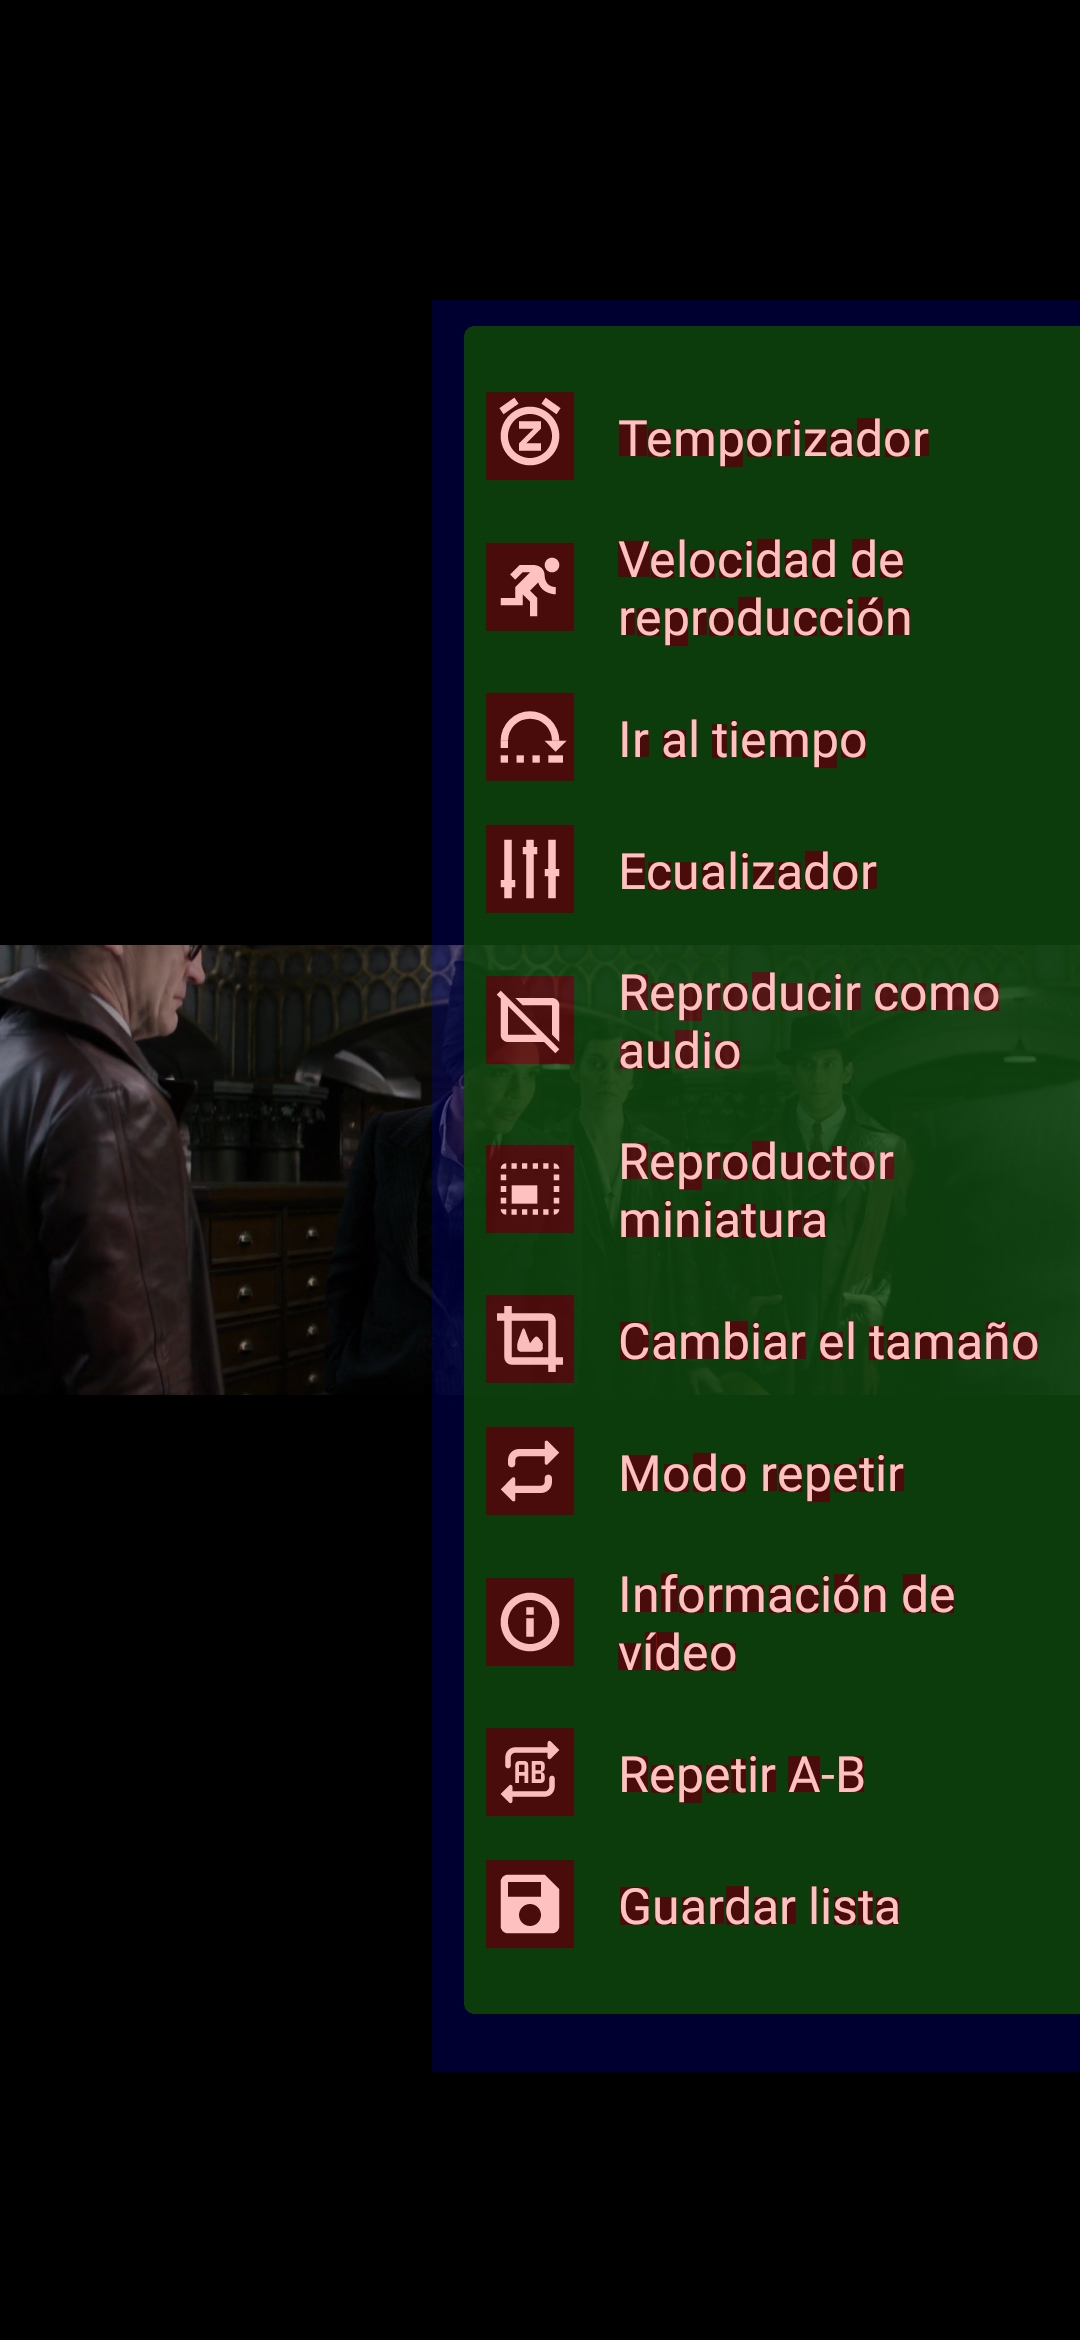 Temporizador
Velocidad de
reproducción
Ir al tiempo
Ecualizador
Reproducir como
audio
Reproductor
miniatura
Cambiar el tamaño
Modo repetir
Información de
vídeo
AB
Repetir A-B
Guardar lista